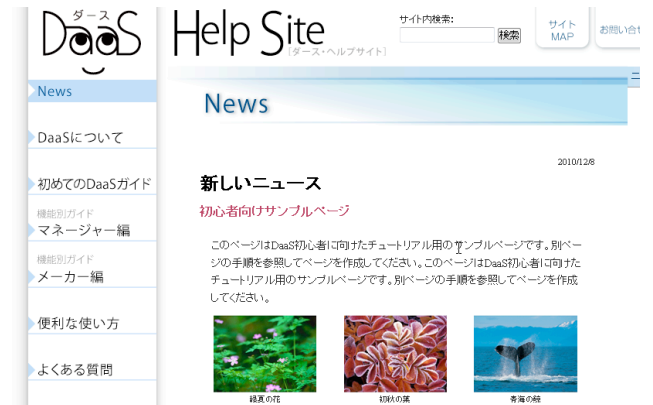 ダース
DaaS
Help Site
[ダース・ヘルプサイト]
サイト内検索:
検索
サイト
MAP
お問い合せ
ニ
News
DaaSについて
初めてのDaaSガイド
機能別ガイド
マネージャー編
機能別ガイド
メーカー編
便利な使い方
よくある質問
News
2010/12/8
新しいニュース
初心者向けサンプルページ
このページはDaaS初心者に向けたチュートリアル用のサンプルページです。別ペー
ジの手順を参照してページを作成してください。このページはDaaS初心者に向けた
チュートリアル用のサンプルページです。別ページの手順を参照してページを作成
してください。
緑夏の花
初秋の葉
青海の鯨